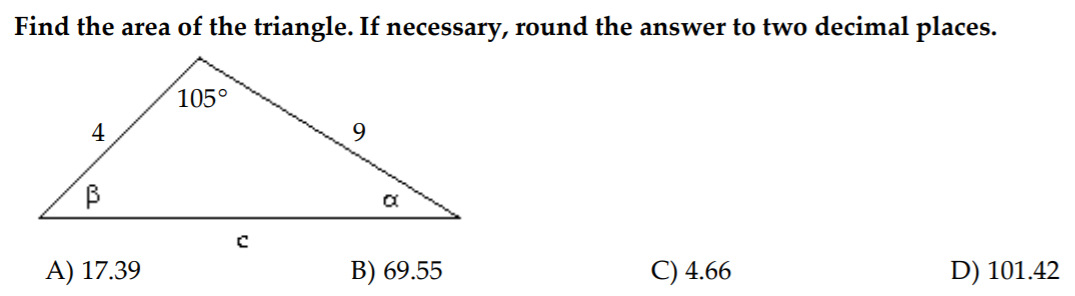 Find the area of the triangle. If necessary, round the answer to two decimal places.
105°
4
9
β
α
c
A) 17.39 B) 69.55 C) 4.66 D) 101.42